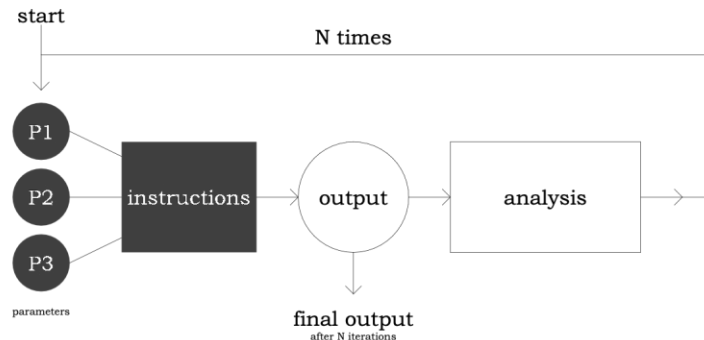 start
N times
P1
P2
P3
instructions
output
analysis
parameters
final output
after N iterations